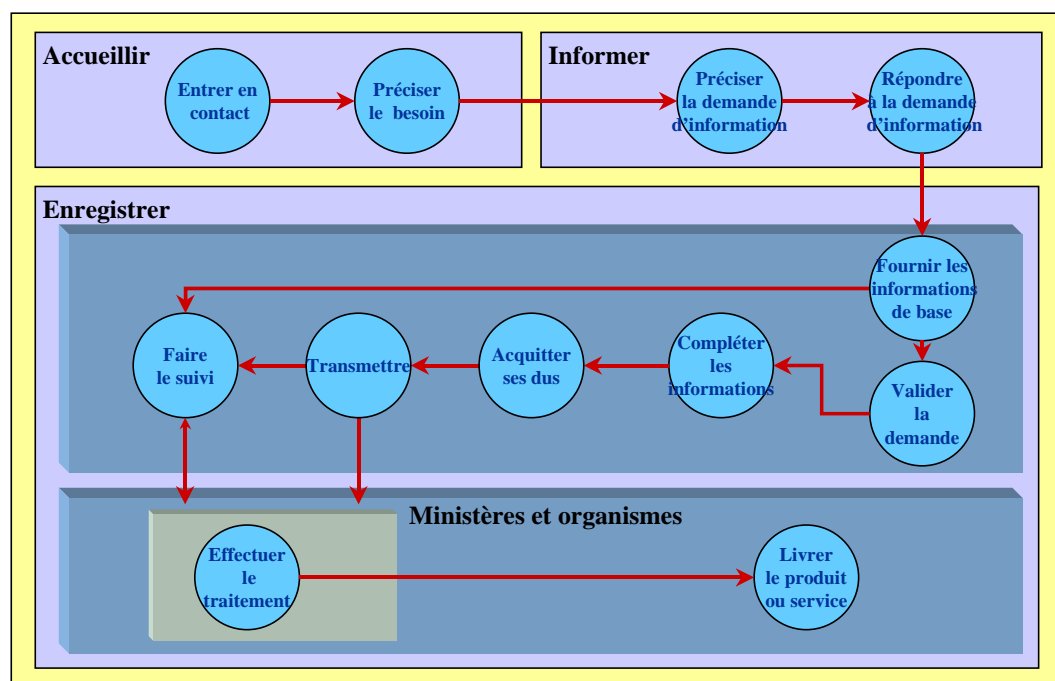 Accueillir
Entrer en
contact
Préciser
le besoin
Informer
Préciser
la demande
d'information
Répondre
à la demande
d'information
Enregistrer
Fournir les
informations
de base
Valider
la
demande
Compléter
les
informations
Acquitter
ses dus
Transmettre
Faire
le suivi
Ministères et organismes
Effectuer
le
traitement
Livrer
le produit
ou service